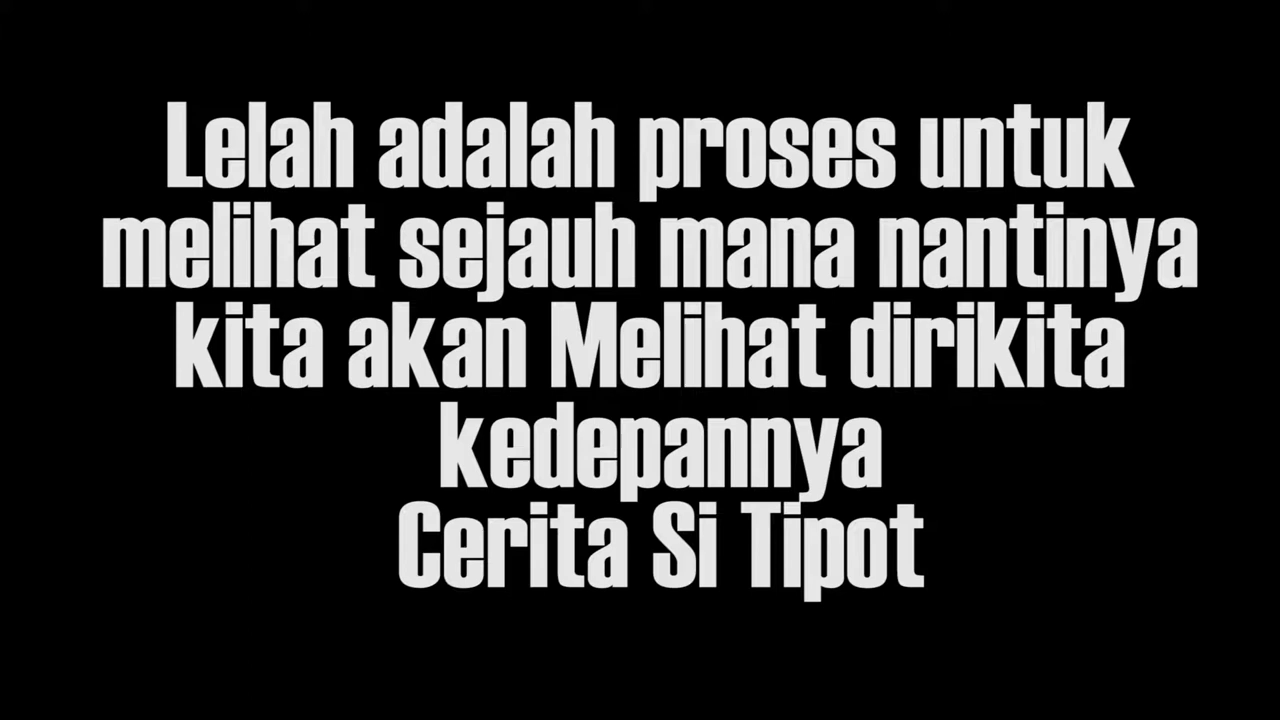 Lelah adalah proses untuk
melihat sejauh mana nantinya
kita akan Melihat dirikita
kedepannya
Cerita Si Tipot